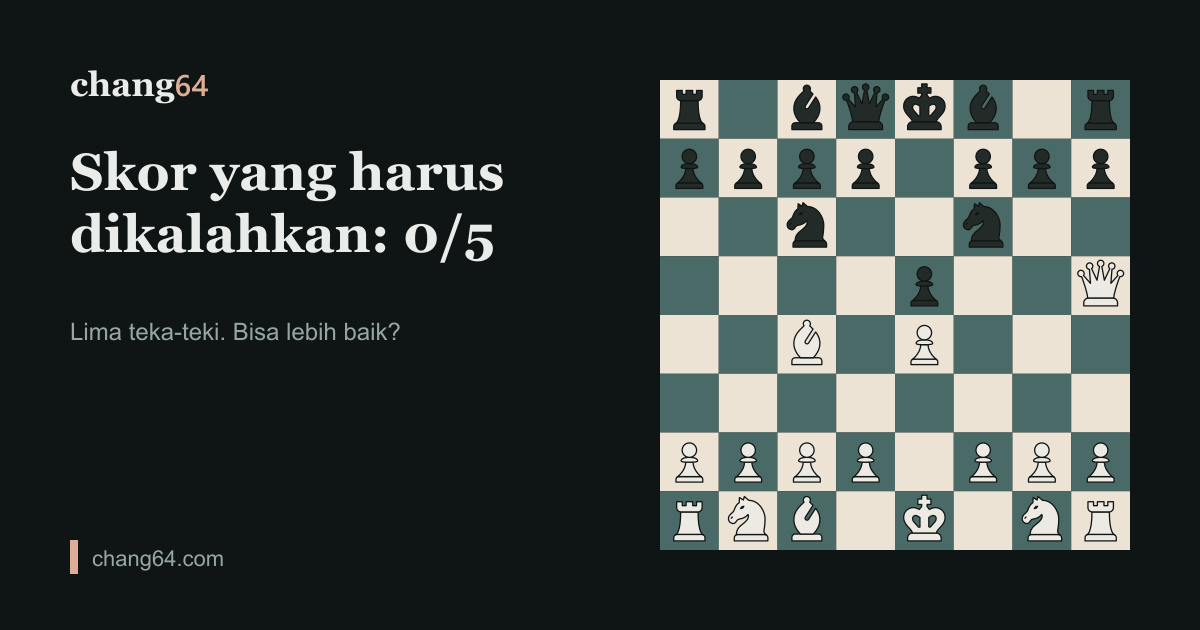 chang64
Skor yang harus
dikalahkan: 0/5
Lima teka-teki. Bisa lebih baik?
chang64.com